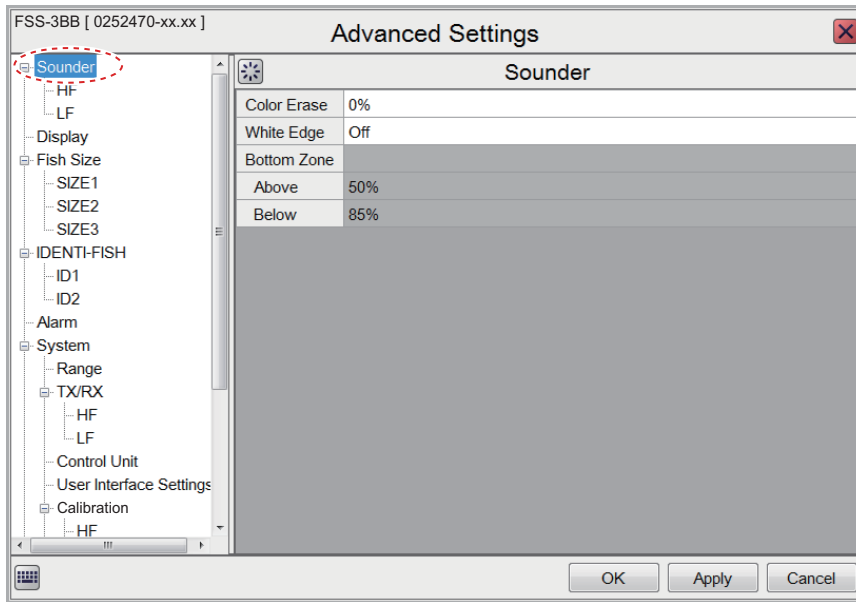 FSS-3BB [ 0252470-xx.xx ]
Advanced Settings
Sounder
HF
LF
Display
Fish Size
SIZE1
SIZE2
SIZE3
IDENTI-FISH
ID1
ID2
Alarm
System
Range
TX/RX
HF
LF
Control Unit
User Interface Settings
Calibration
HF
Sounder
Color Erase 0%
White Edge Off
Bottom Zone
Above 50%
Below 85%
OK Apply Cancel